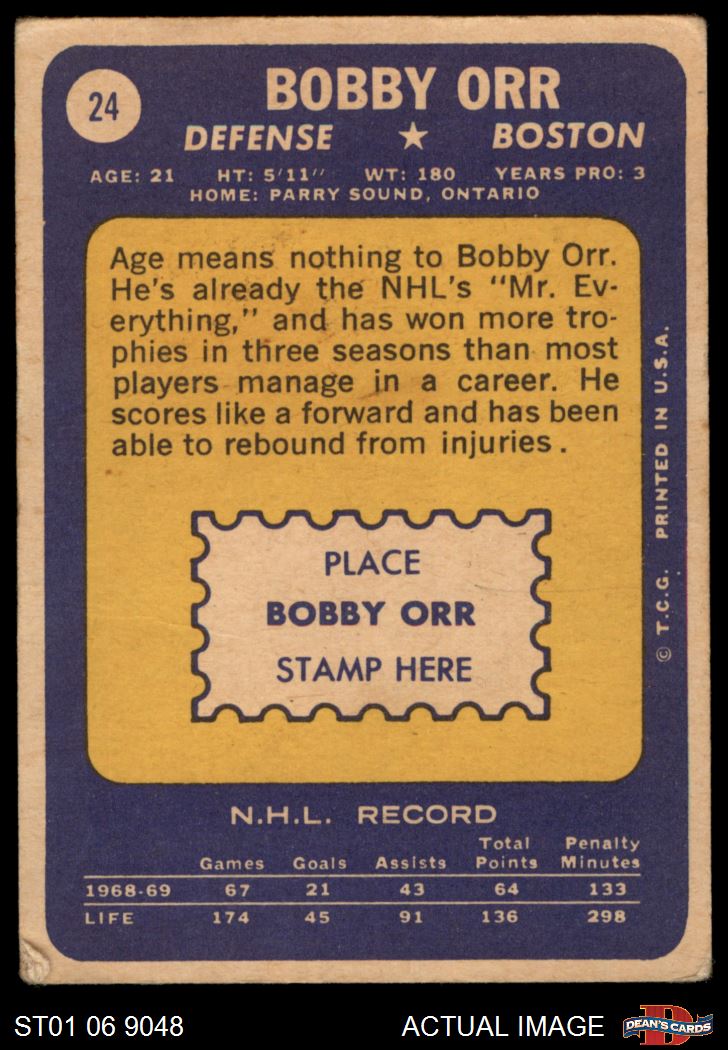 24
BOBBY ORR
DEFENSE ★ BOSTON
AGE: 21 HT: 5'11" WT: 180 YEARS PRO: 3
HOME: PARRY SOUND, ONTARIO
Age means nothing to Bobby Orr.
He's already the NHL's "Mr. Ev-
erything," and has won more tro-
phies in three seasons than most
players manage in a career. He
scores like a forward and has been
able to rebound from injuries.
PLACE
BOBBY ORR
STAMP HERE
© T.C.G. PRINTED IN U.S.A.
N.H.L. RECORD
Games Goals Assists Total Points Penalty Minutes
1968-69 67 21 43 64 133
LIFE 174 45 91 136 298
ST01 06 9048 ACTUAL IMAGE
DEAN'S CARDS